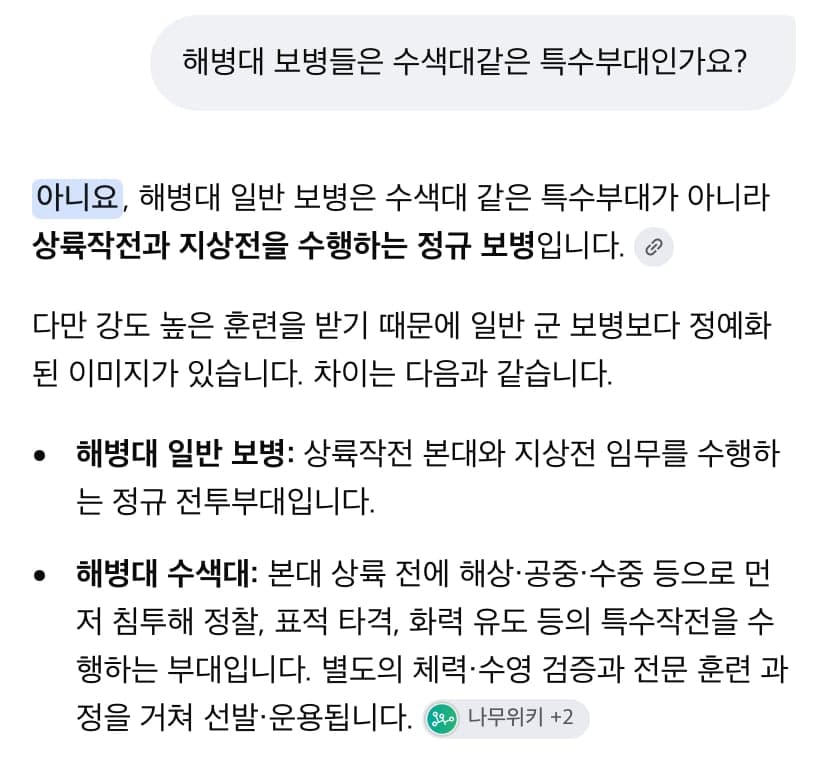 해병대 보병들은 수색대같은 특수부대인가요?
아니요, 해병대 일반 보병은 수색대 같은 특수부대가 아니라
상륙작전과 지상전을 수행하는 정규 보병입니다.
다만 강도 높은 훈련을 받기 때문에 일반 군 보병보다 정예화
된 이미지가 있습니다. 차이는 다음과 같습니다.
• 해병대 일반 보병: 상륙작전 본대와 지상전 임무를 수행하
는 정규 전투부대입니다.
• 해병대 수색대: 본대 상륙 전에 해상·공중·수중 등으로 먼
저 침투해 정찰, 표적 타격, 화력 유도 등의 특수작전을 수
행하는 부대입니다. 별도의 체력·수영 검증과 전문 훈련 과
정을 거쳐 선발·운용됩니다. 나무위키 +2